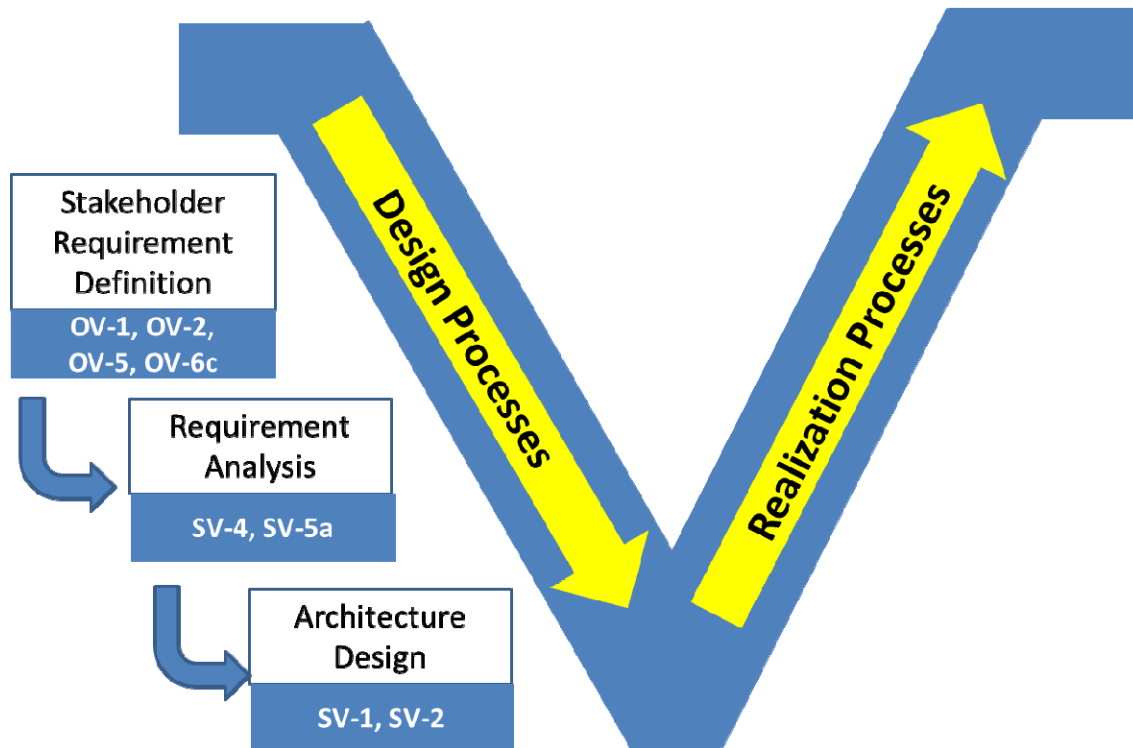 Stakeholder
Requirement
Definition
OV-1, OV-2,
OV-5, OV-6c
Requirement
Analysis
SV-4, SV-5a
Architecture
Design
SV-1, SV-2
Design Processes
Realization Processes